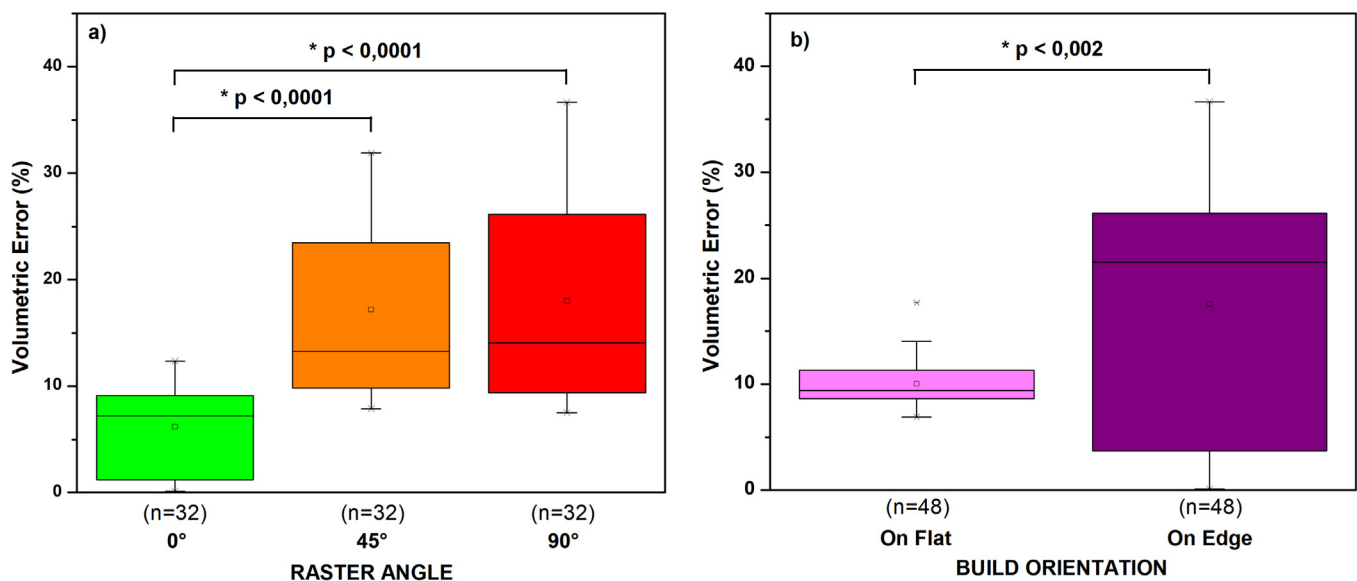 a)
* p < 0,0001
* p < 0,0001
Volumetric Error (%)
40
30
20
10
0
(n=32) (n=32) (n=32)
0° 45° 90°
RASTER ANGLE
b)
* p < 0,002
Volumetric Error (%)
40
30
20
10
0
(n=48) (n=48)
On Flat On Edge
BUILD ORIENTATION